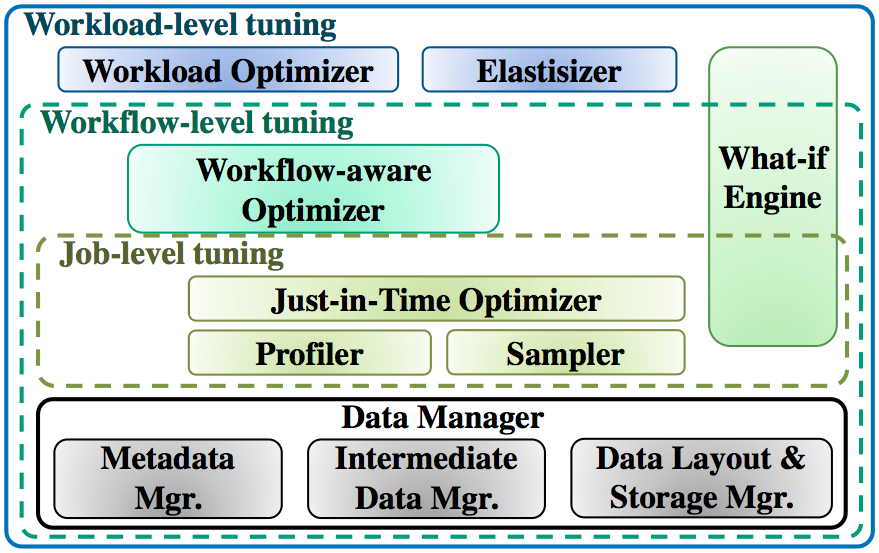 Workload-level tuning
Workload Optimizer
Elastisizer
Workflow-level tuning
Workflow-aware
Optimizer
What-if
Engine
Job-level tuning
Just-in-Time Optimizer
Profiler
Sampler
Data Manager
Metadata
Mgr.
Intermediate
Data Mgr.
Data Layout &
Storage Mgr.